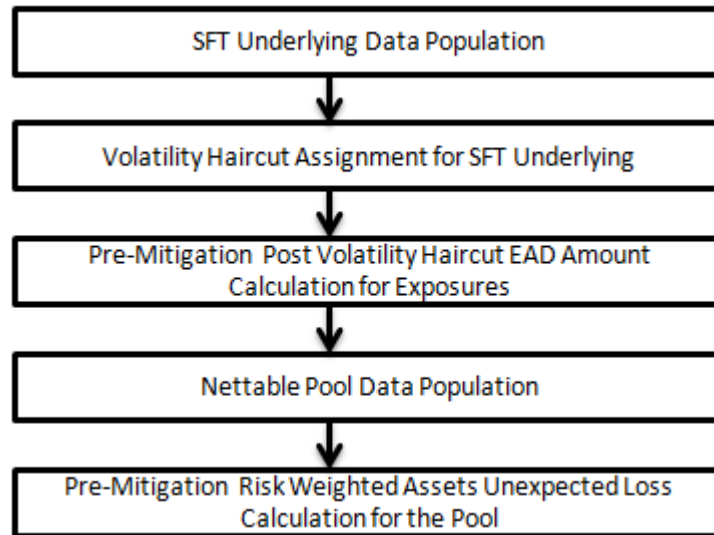 SFT Underlying Data Population
Volatility Haircut Assignment for SFT Underlying
Pre-Mitigation Post Volatility Haircut EAD Amount
Calculation for Exposures
Nettable Pool Data Population
Pre-Mitigation Risk Weighted Assets Unexpected Loss
Calculation for the Pool